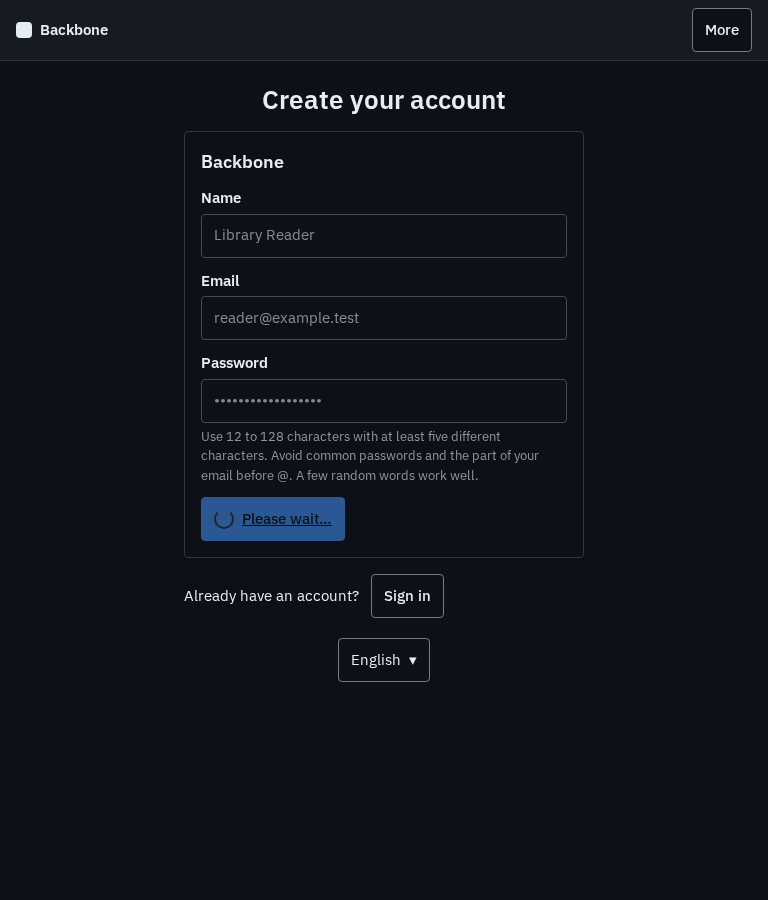 Backbone
More
Create your account
Backbone
Name
Library Reader
Email
reader@example.test
Password
••••••••••••••••••
Use 12 to 128 characters with at least five different
characters. Avoid common passwords and the part of your
email before @. A few random words work well.
Please wait...
Already have an account? Sign in
English ▾